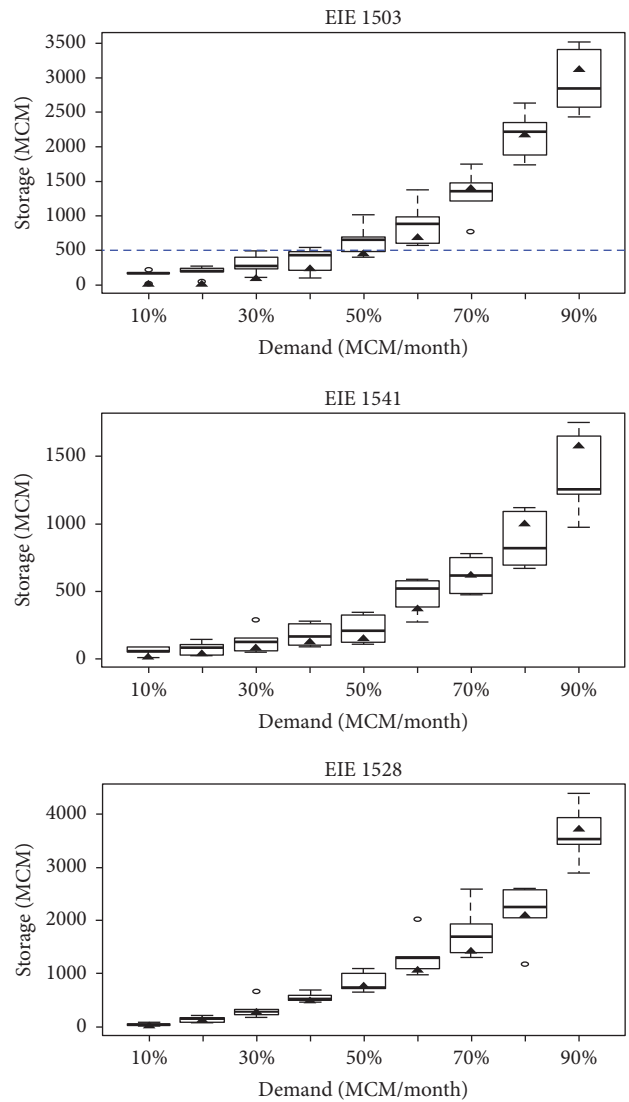 EIE 1503
3500
3000
2500
2000
1500
1000
500
0
Storage (MCM)
10% 30% 50% 70% 90%
Demand (MCM/month)
EIE 1541
1500
1000
500
0
Storage (MCM)
10% 30% 50% 70% 90%
Demand (MCM/month)
EIE 1528
4000
3000
2000
1000
0
Storage (MCM)
10% 30% 50% 70% 90%
Demand (MCM/month)